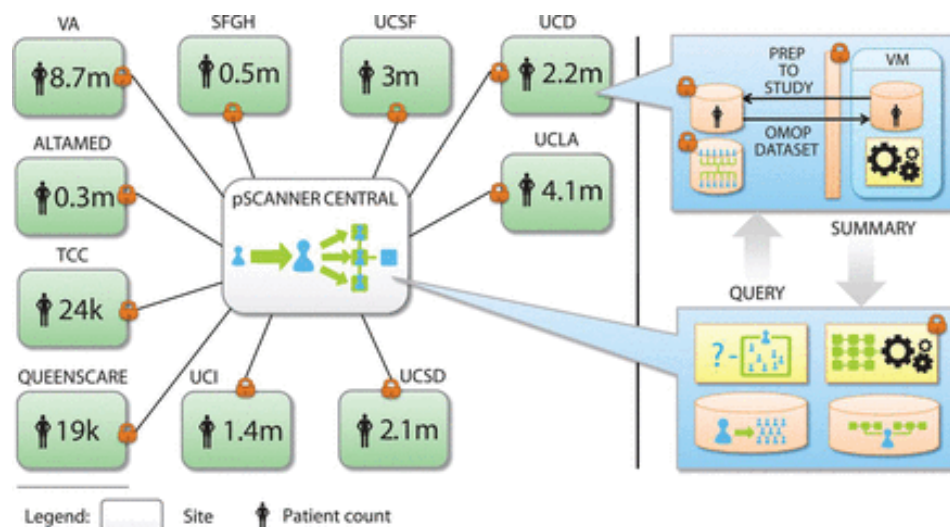 VA
8.7m
SFGH
0.5m
UCSF
3m
UCD
2.2m
ALTAMED
0.3m
UCLA
4.1m
TCC
24k
pSCANNER CENTRAL
QUEENSCARE
19k
UCI
1.4m
UCSD
2.1m
PREP
TO
STUDY
OMOP
DATASET
VM
QUERY
SUMMARY
?-
Legend:
Site
Patient count